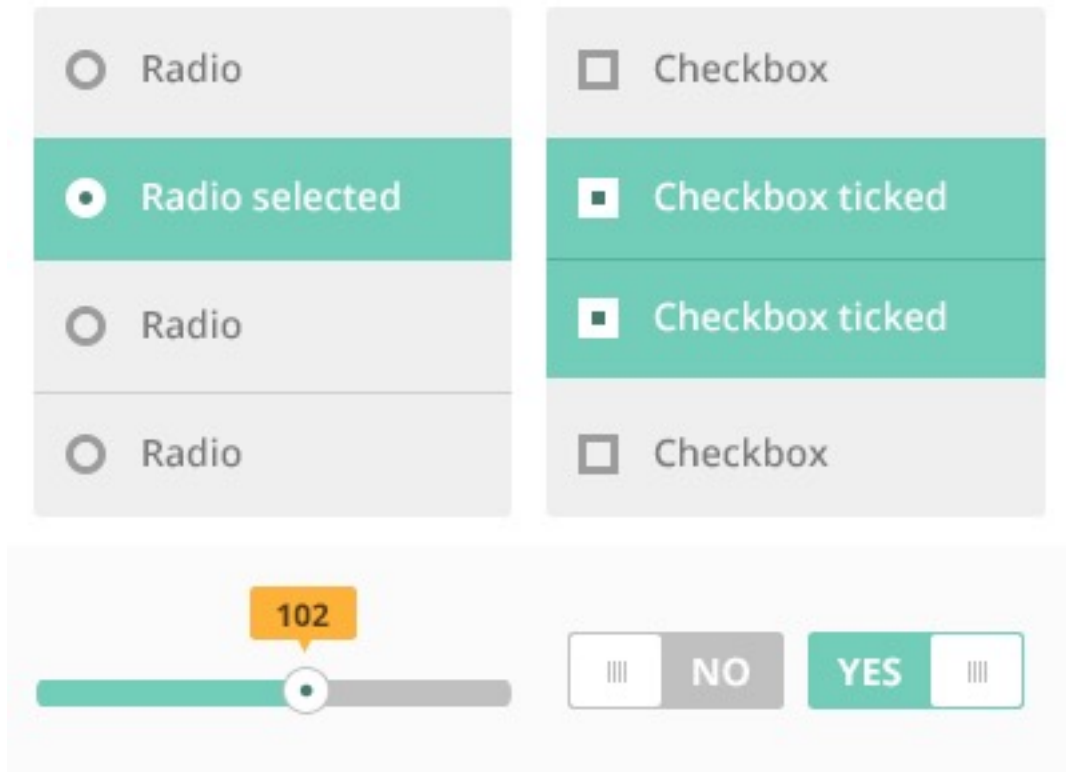 Radio
Radio selected
Radio
Radio
Checkbox
Checkbox ticked
Checkbox ticked
Checkbox
102
NO
YES